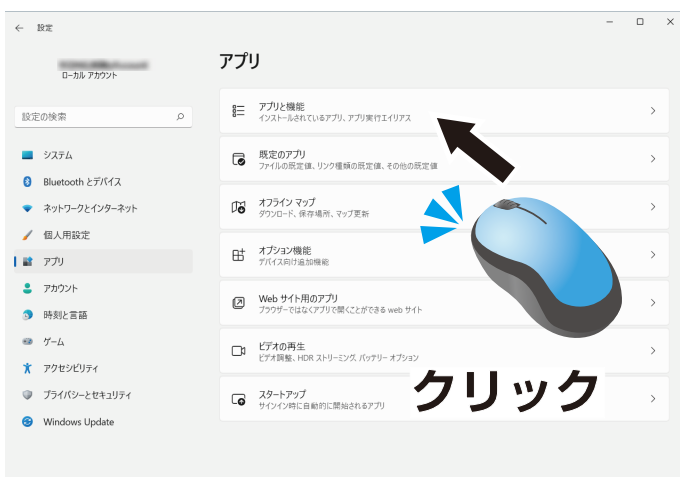 設定
ローカル アカウント
設定の検索
システム
Bluetooth とデバイス
ネットワークとインターネット
個人用設定
アプリ
アカウント
時刻と言語
ゲーム
アクセシビリティ
プライバシーとセキュリティ
Windows Update
アプリ
アプリと機能
インストールされているアプリ、アプリ実行エイリアス
既定のアプリ
ファイルの既定値、リンク種類の既定値、その他の既定値
オフライン マップ
ダウンロード、保存場所、マップ更新
オプション機能
デバイス向け追加機能
Web サイト用のアプリ
ブラウザーではなくアプリで開くことができる web サイト
ビデオの再生
ビデオ調整、HDR ストリーミング、バッテリー オプション
スタートアップ
サインイン時に自動的に開始されるアプリ
クリック